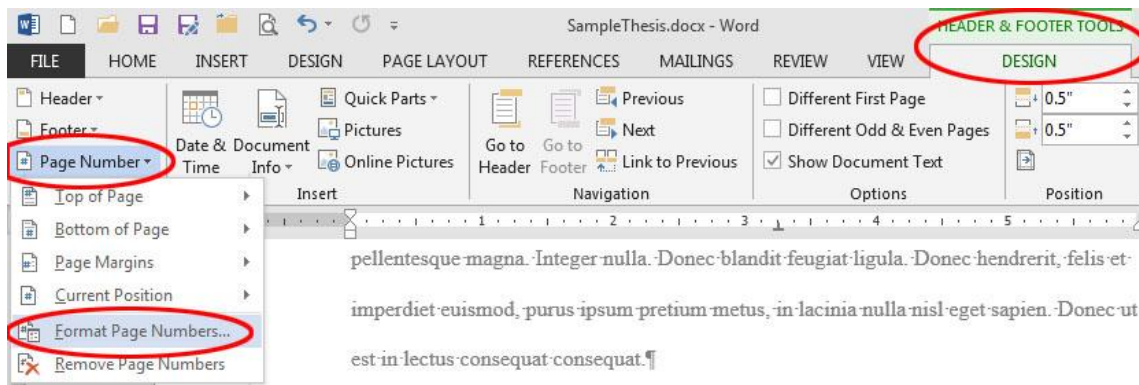 SampleThesis.docx - Word
HEADER & FOOTER TOOLS
FILE HOME INSERT DESIGN PAGE LAYOUT REFERENCES MAILINGS REVIEW VIEW DESIGN
Header
Footer
Page Number
Date & Time
Document Info
Quick Parts
Pictures
Online Pictures
Insert
Go to Header
Go to Footer
Previous
Next
Link to Previous
Navigation
Different First Page
Different Odd & Even Pages
Show Document Text
Options
0.5"
0.5"
Position
Top of Page
Bottom of Page
Page Margins
Current Position
Format Page Numbers...
Remove Page Numbers
1 2 3 4 5
pellentesque·magna.·Integer·nulla.·Donec·blandit·feugiat·ligula.·Donec·hendrerit,·felis·et·
imperdiet·euismod,·purus·ipsum·pretium·metus,·in·lacinia·nulla·nisl·eget·sapien.·Donec·ut
est·in·lectus·consequat·consequat.¶